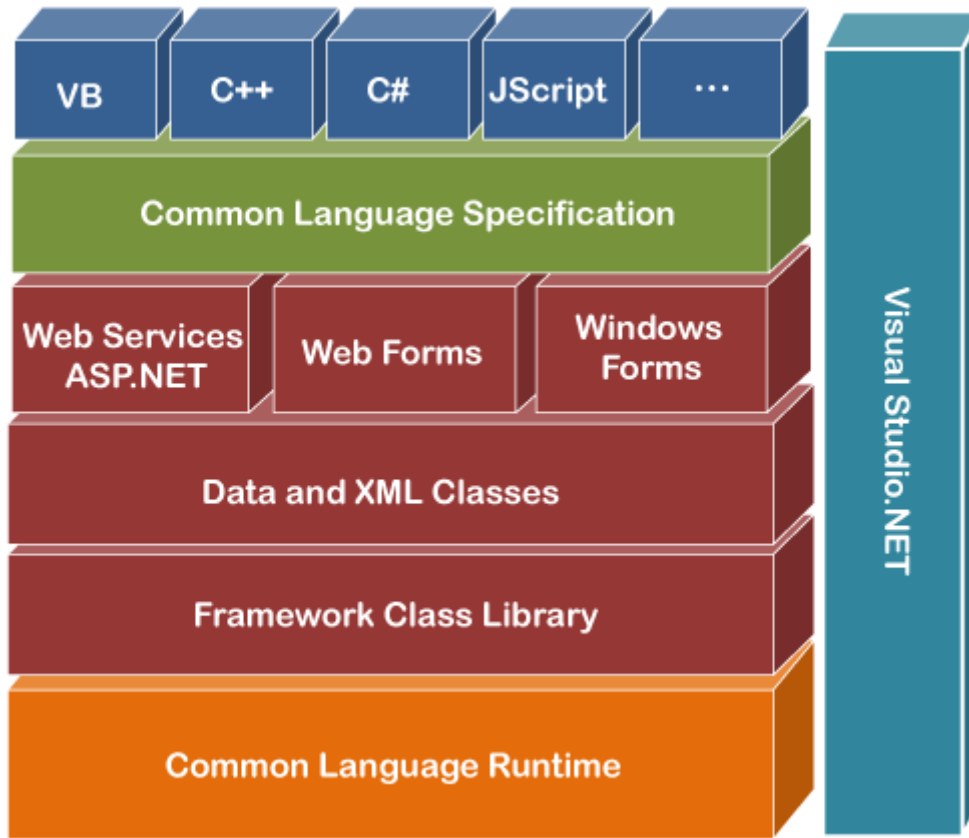 VB
C++
C#
JScript
...
Common Language Specification
Web Services
ASP.NET
Web Forms
Windows
Forms
Data and XML Classes
Framework Class Library
Common Language Runtime
Visual Studio.NET